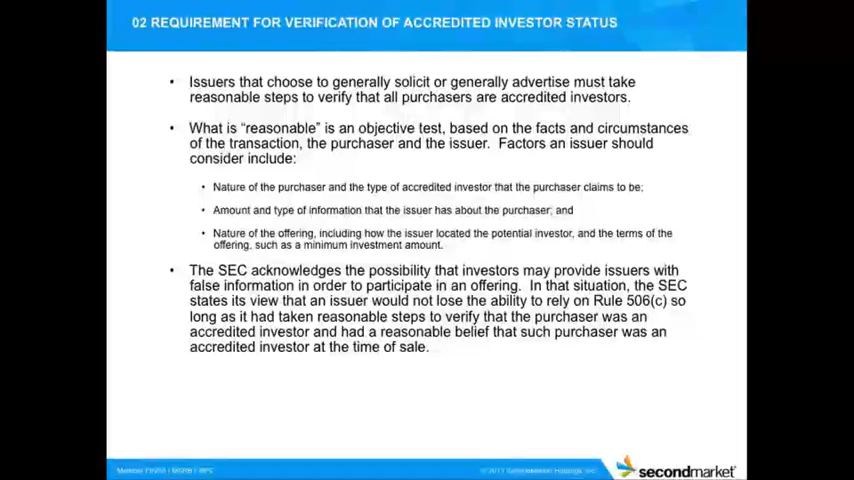 02 REQUIREMENT FOR VERIFICATION OF ACCREDITED INVESTOR STATUS
• Issuers that choose to generally solicit or generally advertise must take
reasonable steps to verify that all purchasers are accredited investors.
• What is “reasonable” is an objective test, based on the facts and circumstances
of the transaction, the purchaser and the issuer. Factors an issuer should
consider include:
• Nature of the purchaser and the type of accredited investor that the purchaser claims to be;
• Amount and type of information that the issuer has about the purchaser; and
• Nature of the offering, including how the issuer located the potential investor, and the terms of the
offering, such as a minimum investment amount.
• The SEC acknowledges the possibility that investors may provide issuers with
false information in order to participate in an offering. In that situation, the SEC
states its view that an issuer would not lose the ability to rely on Rule 506(c) so
long as it had taken reasonable steps to verify that the purchaser was an
accredited investor and had a reasonable belief that such purchaser was an
accredited investor at the time of sale.
Member FINRA | MSRB | SIPC
secondmarket